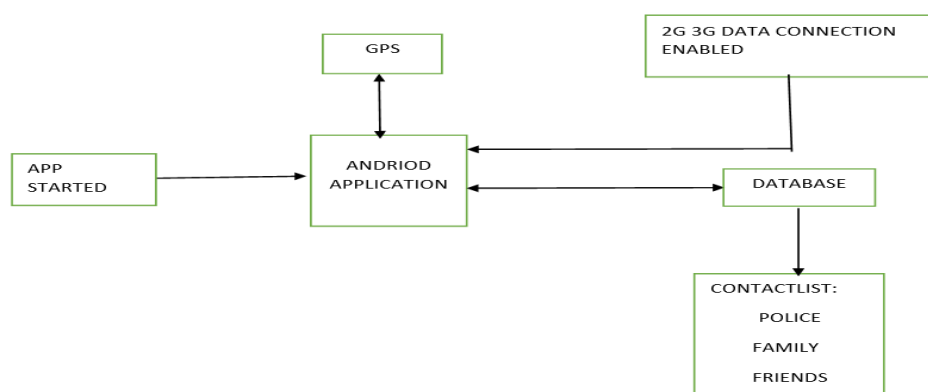 GPS
2G 3G DATA CONNECTION
ENABLED
APP
STARTED
ANDRIOD
APPLICATION
DATABASE
CONTACTLIST:
POLICE
FAMILY
FRIENDS